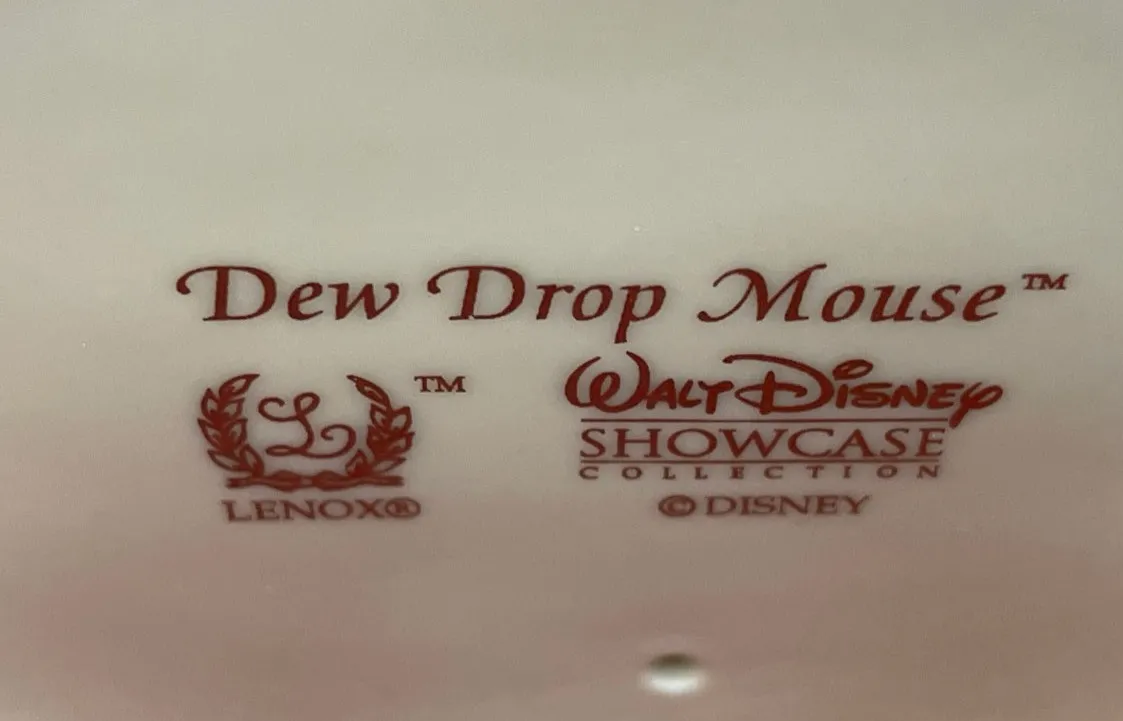 Dew Drop Mouse™
L ™
LENOX®
WALT DISNEY
SHOWCASE
COLLECTION
© DISNEY